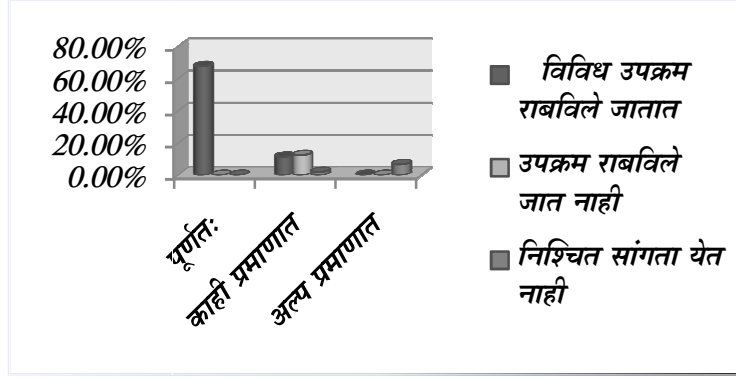 80.00%
60.00%
40.00%
20.00%
0.00%
पूर्णत:
काही प्रमाणात
अल्प प्रमाणात
विविध उपक्रम
राबविले जातात
उपक्रम राबविले
जात नाही
निश्चित सांगता येत
नाही